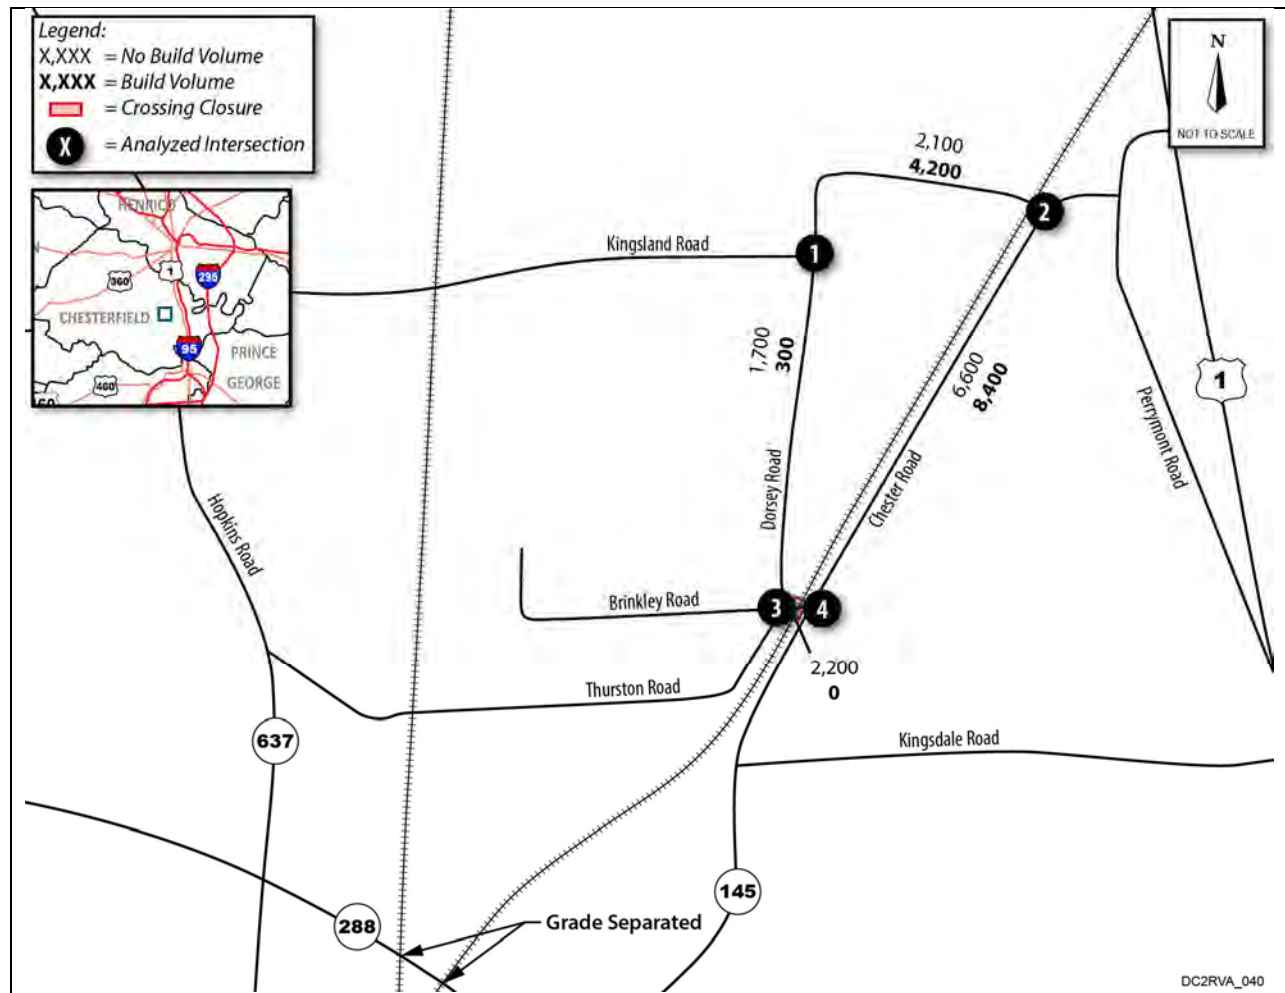 Legend:
X,XXX = No Build Volume
X,XXX = Build Volume
= Crossing Closure
X = Analyzed Intersection
N
NOT TO SCALE
HENRICO
1
295
360
CHESTERFIELD
95
PRINCE
GEORGE
460
60
2,100
4,200
2
Kingsland Road
1
1,700
300
6,600
8,400
1
Perrymont Road
Dorsey Road
Chester Road
Hopkins Road
Brinkley Road
3
4
2,200
0
Thurston Road
637
Kingsdale Road
145
288
Grade Separated
DC2RVA_040